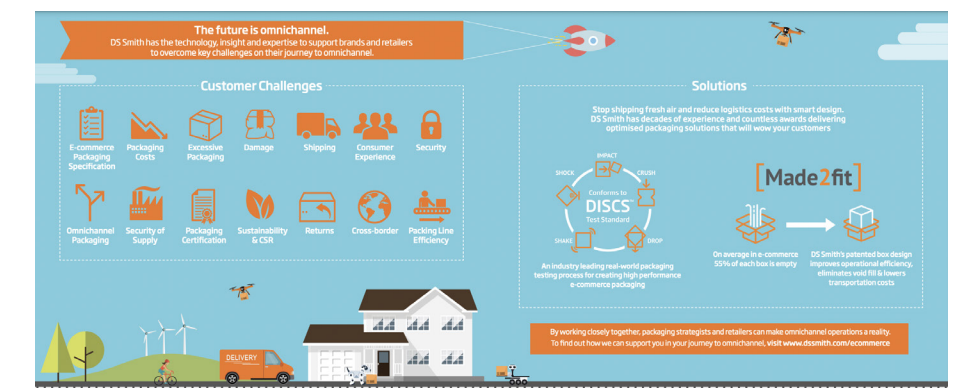 The future is omnichannel.
DS Smith has the technology, insight and expertise to support brands and retailers
to overcome key challenges on their journey to omnichannel.
Customer Challenges
E-commerce
Packaging
Specification
Packaging
Costs
Excessive
Packaging
Damage
Shipping
Consumer
Experience
Security
Omnichannel
Packaging
Security of
Supply
Packaging
Certification
Sustainability
& CSR
Returns
Cross-border
Packing Line
Efficiency
DELIVERY
Solutions
Stop shipping fresh air and reduce logistics costs with smart design.
DS Smith has decades of experience and countless awards delivering
optimised packaging solutions that will wow your customers
IMPACT
SHOCK
CRUSH
Conforms to
DISCS™
Test Standard
SHAKE
DROP
An industry leading real-world packaging
testing process for creating high performance
e-commerce packaging
[Made2fit]
On average in e-commerce
55% of each box is empty
DS Smith's patented box design
improves operational efficiency,
eliminates void fill & lowers
transportation costs
By working closely together, packaging strategists and retailers can make omnichannel operations a reality.
To find out how we can support you in your journey to omnichannel, visit www.dssmith.com/ecommerce